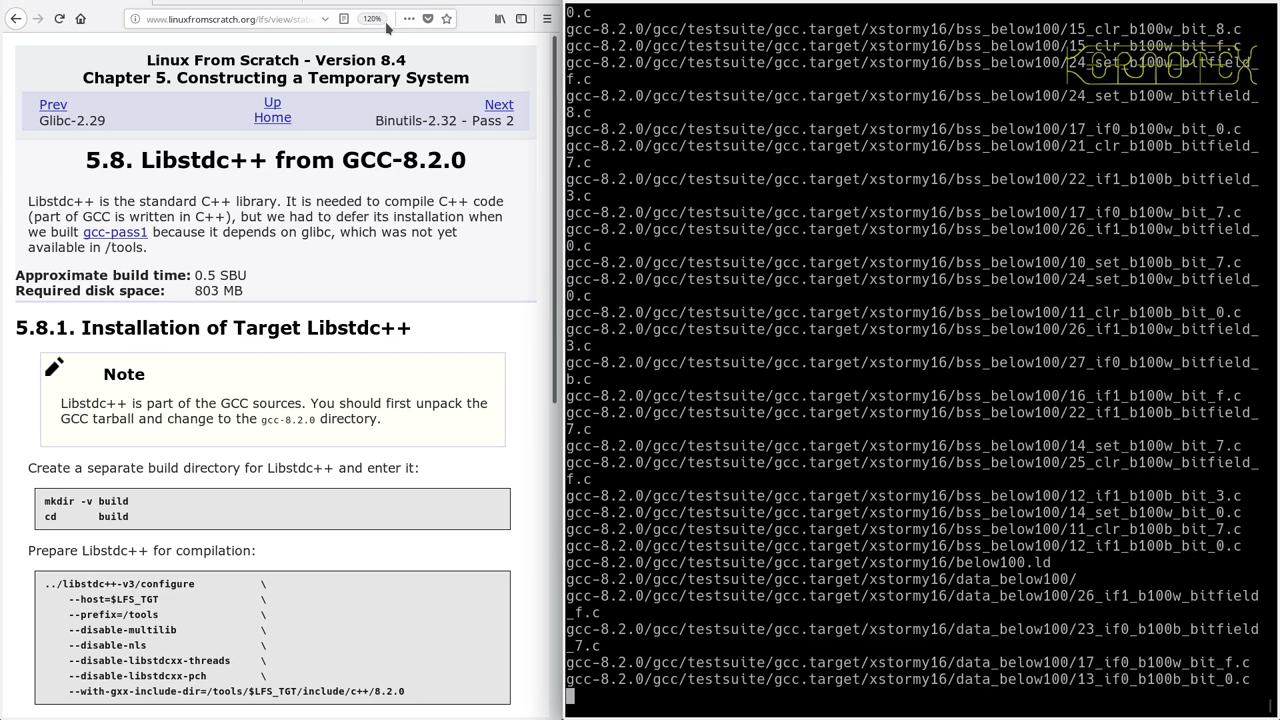 www.linuxfromscratch.org/lfs/view/stab
120%
Linux From Scratch - Version 8.4
Chapter 5. Constructing a Temporary System
Prev
Up
Next
Glibc-2.29
Home
Binutils-2.32 - Pass 2
5.8. Libstdc++ from GCC-8.2.0
Libstdc++ is the standard C++ library. It is needed to compile C++ code
(part of GCC is written in C++), but we had to defer its installation when
we built gcc-pass1 because it depends on glibc, which was not yet
available in /tools.
Approximate build time: 0.5 SBU
Required disk space: 803 MB
5.8.1. Installation of Target Libstdc++
Note
Libstdc++ is part of the GCC sources. You should first unpack the
GCC tarball and change to the gcc-8.2.0 directory.
Create a separate build directory for Libstdc++ and enter it:
mkdir -v build
cd build
Prepare Libstdc++ for compilation:
../libstdc++-v3/configure \
--host=$LFS_TGT \
--prefix=/tools \
--disable-multilib \
--disable-nls \
--disable-libstdcxx-threads \
--disable-libstdcxx-pch \
--with-gxx-include-dir=/tools/$LFS_TGT/include/c++/8.2.0
0.c
gcc-8.2.0/gcc/testsuite/gcc.target/xstormy16/bss_below100/15_clr_b100w_bit_8.c
gcc-8.2.0/gcc/testsuite/gcc.target/xstormy16/bss_below100/15_clr_b100w_bit_f.c
gcc-8.2.0/gcc/testsuite/gcc.target/xstormy16/bss_below100/24_set_b100w_bitfield_
f.c
gcc-8.2.0/gcc/testsuite/gcc.target/xstormy16/bss_below100/24_set_b100w_bitfield_
8.c
gcc-8.2.0/gcc/testsuite/gcc.target/xstormy16/bss_below100/17_if0_b100w_bit_0.c
gcc-8.2.0/gcc/testsuite/gcc.target/xstormy16/bss_below100/21_clr_b100b_bitfield_
7.c
gcc-8.2.0/gcc/testsuite/gcc.target/xstormy16/bss_below100/22_if1_b100b_bitfield_
3.c
gcc-8.2.0/gcc/testsuite/gcc.target/xstormy16/bss_below100/17_if0_b100w_bit_7.c
gcc-8.2.0/gcc/testsuite/gcc.target/xstormy16/bss_below100/26_if1_b100w_bitfield_
0.c
gcc-8.2.0/gcc/testsuite/gcc.target/xstormy16/bss_below100/10_set_b100b_bit_7.c
gcc-8.2.0/gcc/testsuite/gcc.target/xstormy16/bss_below100/24_set_b100w_bitfield_
0.c
gcc-8.2.0/gcc/testsuite/gcc.target/xstormy16/bss_below100/11_clr_b100b_bit_0.c
gcc-8.2.0/gcc/testsuite/gcc.target/xstormy16/bss_below100/26_if1_b100w_bitfield_
3.c
gcc-8.2.0/gcc/testsuite/gcc.target/xstormy16/bss_below100/27_if0_b100w_bitfield_
b.c
gcc-8.2.0/gcc/testsuite/gcc.target/xstormy16/bss_below100/16_if1_b100w_bit_f.c
gcc-8.2.0/gcc/testsuite/gcc.target/xstormy16/bss_below100/22_if1_b100b_bitfield_
7.c
gcc-8.2.0/gcc/testsuite/gcc.target/xstormy16/bss_below100/14_set_b100w_bit_7.c
gcc-8.2.0/gcc/testsuite/gcc.target/xstormy16/bss_below100/25_clr_b100w_bitfield_
f.c
gcc-8.2.0/gcc/testsuite/gcc.target/xstormy16/bss_below100/12_if1_b100b_bit_3.c
gcc-8.2.0/gcc/testsuite/gcc.target/xstormy16/bss_below100/14_set_b100w_bit_0.c
gcc-8.2.0/gcc/testsuite/gcc.target/xstormy16/bss_below100/11_clr_b100b_bit_7.c
gcc-8.2.0/gcc/testsuite/gcc.target/xstormy16/bss_below100/12_if1_b100b_bit_0.c
gcc-8.2.0/gcc/testsuite/gcc.target/xstormy16/below100.ld
gcc-8.2.0/gcc/testsuite/gcc.target/xstormy16/data_below100/
gcc-8.2.0/gcc/testsuite/gcc.target/xstormy16/data_below100/26_if1_b100w_bitfield
_f.c
gcc-8.2.0/gcc/testsuite/gcc.target/xstormy16/data_below100/23_if0_b100b_bitfield
_7.c
gcc-8.2.0/gcc/testsuite/gcc.target/xstormy16/data_below100/17_if0_b100w_bit_f.c
gcc-8.2.0/gcc/testsuite/gcc.target/xstormy16/data_below100/13_if0_b100b_bit_0.c